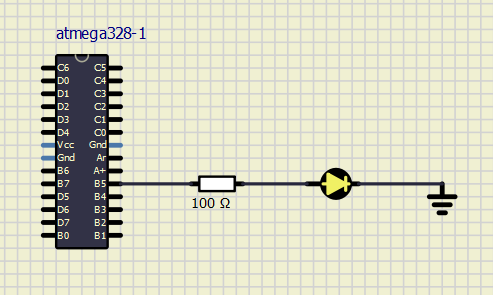 atmega328-1
C6 C5
D0 C4
D1 C3
D2 C2
D3 C1
D4 C0
Vcc Gnd
Gnd Ar
B6 A+
B7 B5
D5 B4
D6 B3
D7 B2
B0 B1
100 Ω